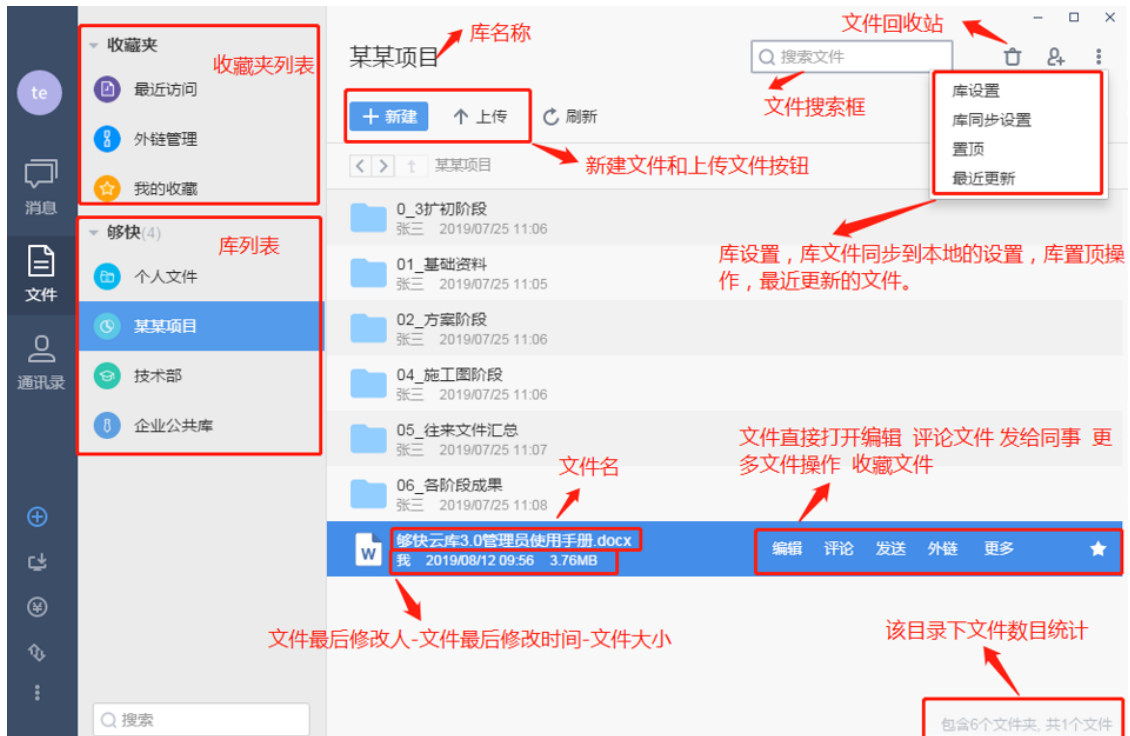 te
消息
文件
通讯录
收藏夹
收藏夹列表
最近访问
外链管理
我的收藏
够快(4)
库列表
个人文件
某某项目
技术部
企业公共库
搜索
某某项目
库名称
文件回收站
搜索文件
文件搜索框
库设置
库同步设置
置顶
最近更新
新建
上传
刷新
新建文件和上传文件按钮
某某项目
库设置，库文件同步到本地的设置，库置顶操
作，最近更新的文件。
0_3扩初阶段
张三 2019/07/25 11:06
01_基础资料
张三 2019/07/25 11:05
02_方案阶段
张三 2019/07/25 11:06
04_施工图阶段
张三 2019/07/25 11:06
05_往来文件汇总
张三 2019/07/25 11:07
文件直接打开编辑 评论文件 发给同事 更
多文件操作 收藏文件
文件名
06_各阶段成果
张三 2019/07/25 11:08
W
够快云库3.0管理员使用手册.docx
我 2019/08/12 09:56 3.76MB
编辑 评论 发送 外链 更多
文件最后修改人-文件最后修改时间-文件大小
该目录下文件数目统计
包含6个文件夹, 共1个文件